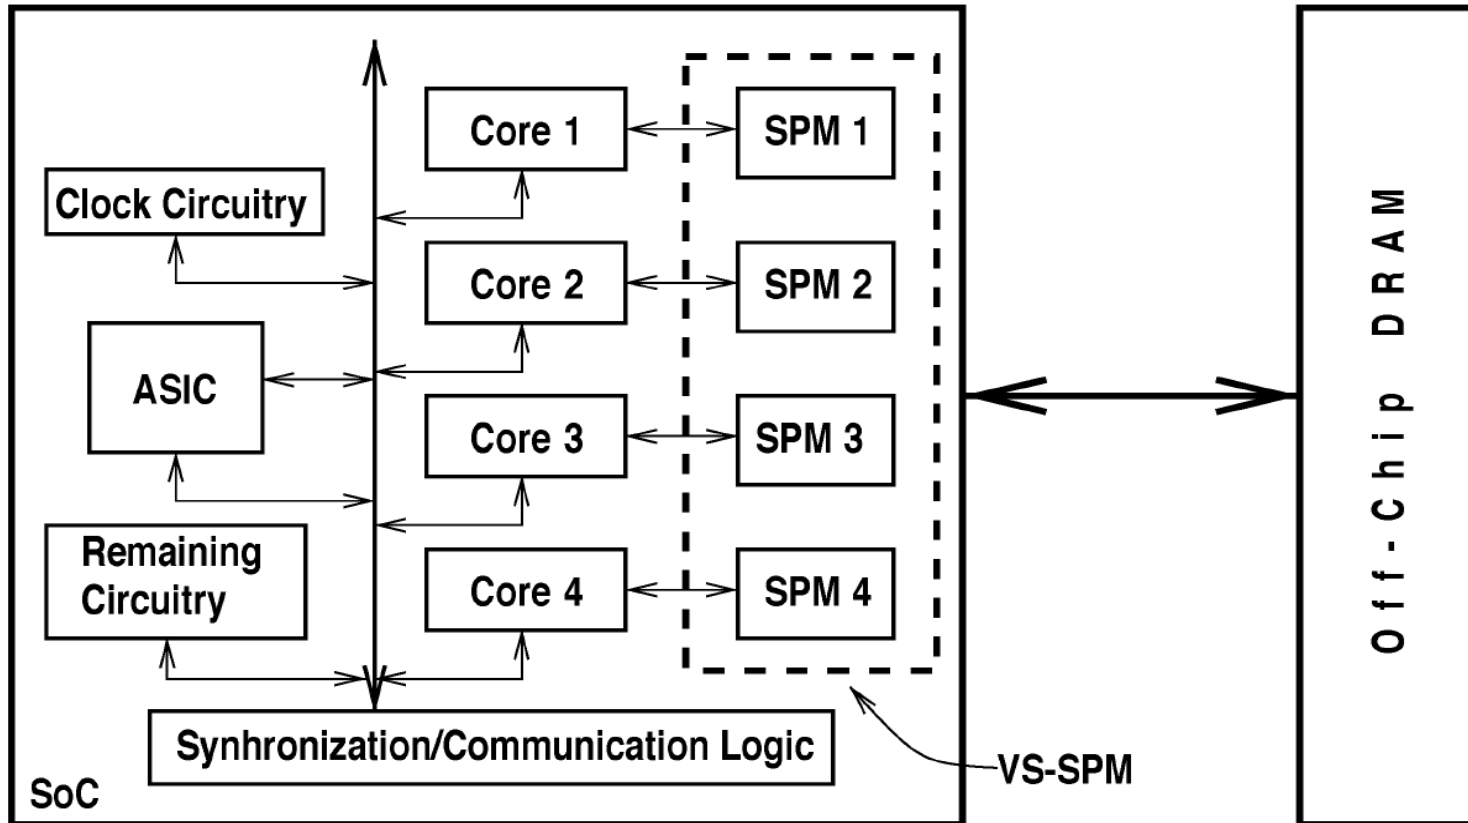 Core 1
SPM 1
Clock Circuitry
Core 2
SPM 2
ASIC
Core 3
SPM 3
Remaining
Circuitry
Core 4
SPM 4
Synhronization/Communication Logic
SoC
VS-SPM
Off-Chip DRAM